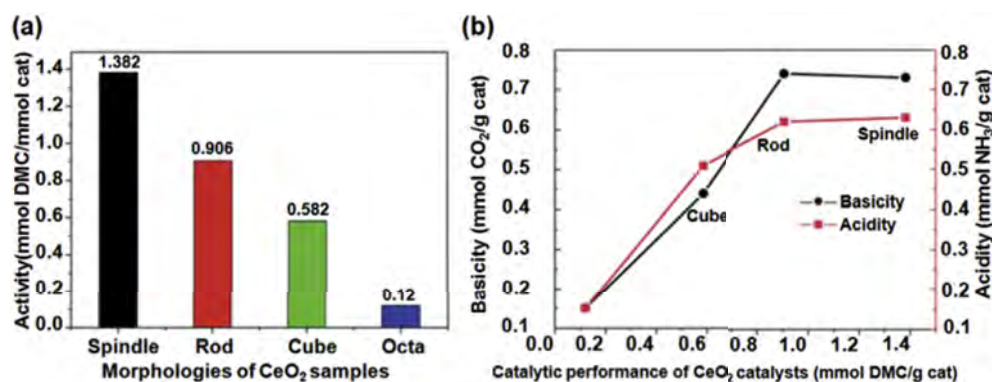 (a)
Activity(mmol DMC/mmol cat)
1.4
1.2
1.0
0.8
0.6
0.4
0.2
0.0
1.382
0.906
0.582
0.12
Spindle Rod Cube Octa
Morphologies of CeO₂ samples
(b)
Basicity (mmol CO₂/g cat)
0.8
0.7
0.6
0.5
0.4
0.3
0.2
0.1
Rod
Spindle
Cube
Basicity
Acidity
0.8
0.7
0.6
0.5
0.4
0.3
0.2
0.1
Acidity (mmol NH₃/g cat)
0.0 0.2 0.4 0.6 0.8 1.0 1.2 1.4
Catalytic performance of CeO₂ catalysts (mmol DMC/g cat)